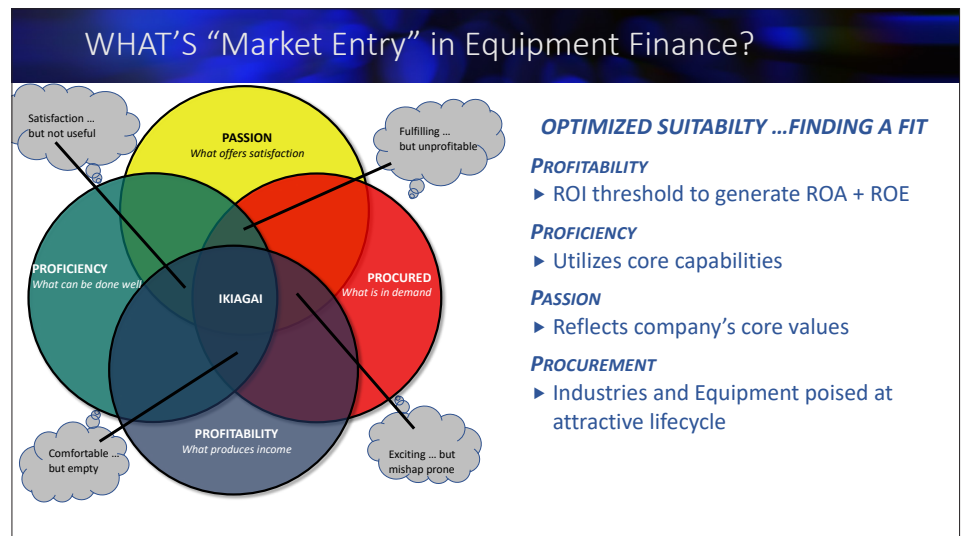 WHAT'S “Market Entry” in Equipment Finance?
Satisfaction ...
but not useful
PASSION
What offers satisfaction
Fulfilling ...
but unprofitable
PROFICIENCY
What can be done well
PROCURED
What is in demand
IKIAGAI
PROFITABILITY
What produces income
Comfortable ...
but empty
Exciting ... but
mishap prone
OPTIMIZED SUITABILTY ...FINDING A FIT
PROFITABILITY
▶ ROI threshold to generate ROA + ROE
PROFICIENCY
▶ Utilizes core capabilities
PASSION
▶ Reflects company's core values
PROCUREMENT
▶ Industries and Equipment poised at
attractive lifecycle